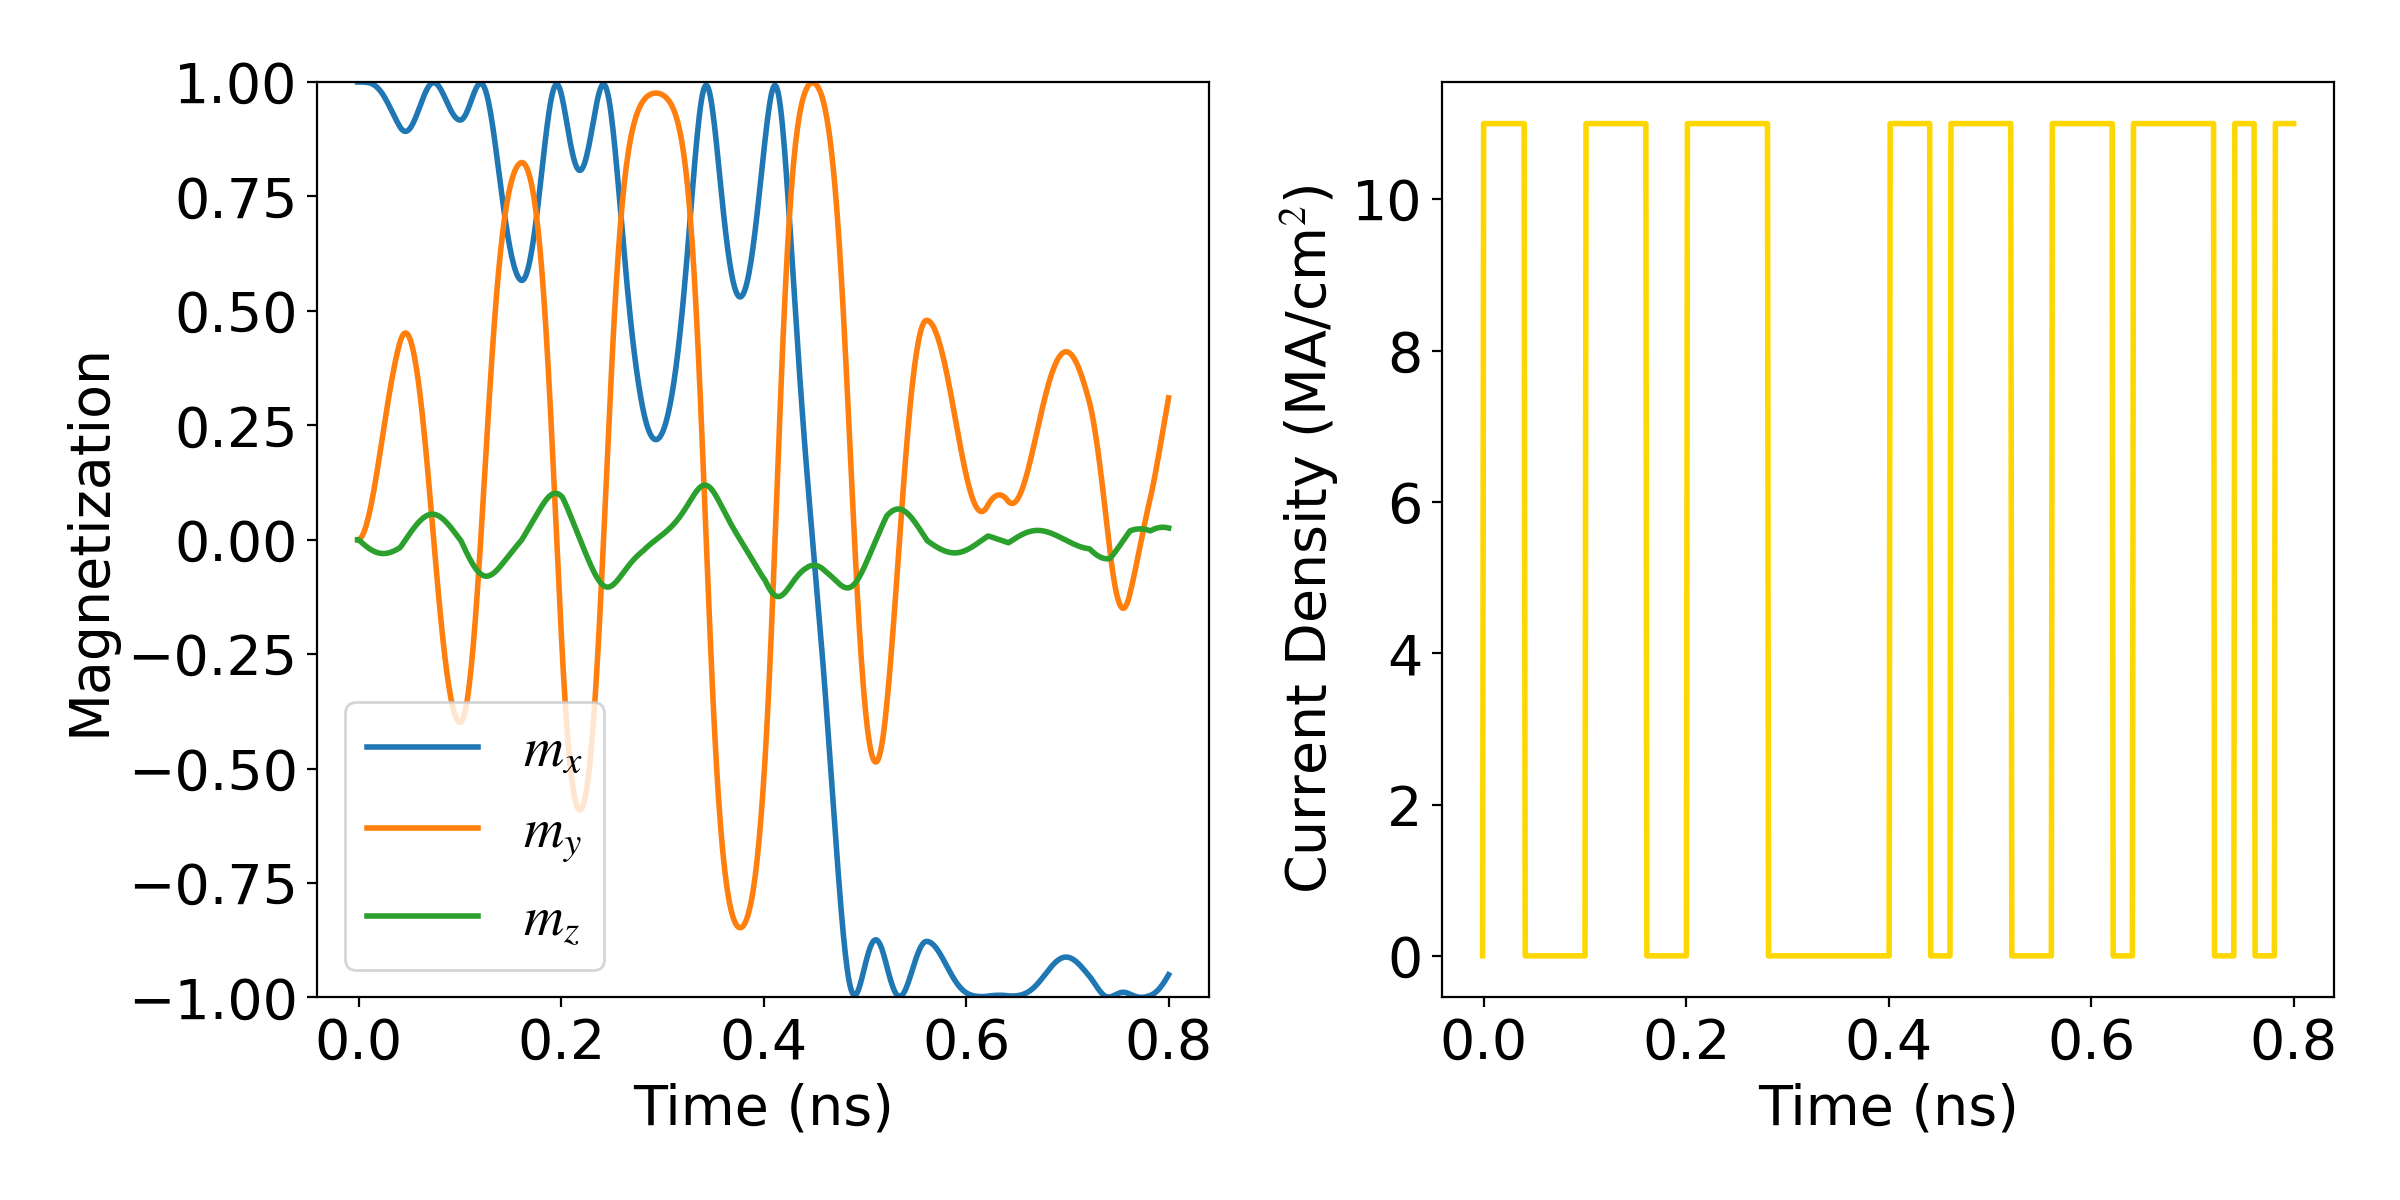 Magnetization
1.00
0.75
0.50
0.25
0.00
−0.25
−0.50
−0.75
−1.00
m_x
m_y
m_z
0.0 0.2 0.4 0.6 0.8
Time (ns)
Current Density (MA/cm²)
10
8
6
4
2
0
0.0 0.2 0.4 0.6 0.8
Time (ns)